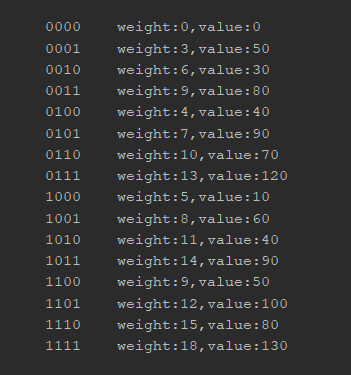 0000 weight:0,value:0
0001 weight:3,value:50
0010 weight:6,value:30
0011 weight:9,value:80
0100 weight:4,value:40
0101 weight:7,value:90
0110 weight:10,value:70
0111 weight:13,value:120
1000 weight:5,value:10
1001 weight:8,value:60
1010 weight:11,value:40
1011 weight:14,value:90
1100 weight:9,value:50
1101 weight:12,value:100
1110 weight:15,value:80
1111 weight:18,value:130